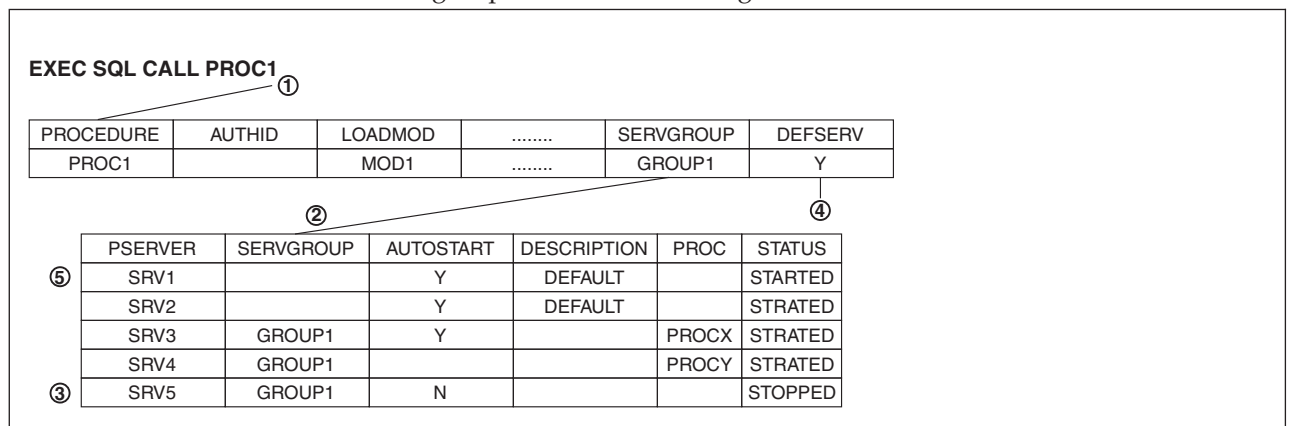 group
EXEC SQL CALL PROC1
①
PROCEDURE AUTHID LOADMOD ........ SERVGROUP DEFSERV
PROC1 MOD1 ........ GROUP1 Y
② ④
PSERVER SERVGROUP AUTOSTART DESCRIPTION PROC STATUS
⑤ SRV1 Y DEFAULT STARTED
SRV2 Y DEFAULT STRATED
SRV3 GROUP1 Y PROCX STRATED
SRV4 GROUP1 PROCY STRATED
③ SRV5 GROUP1 N STOPPED